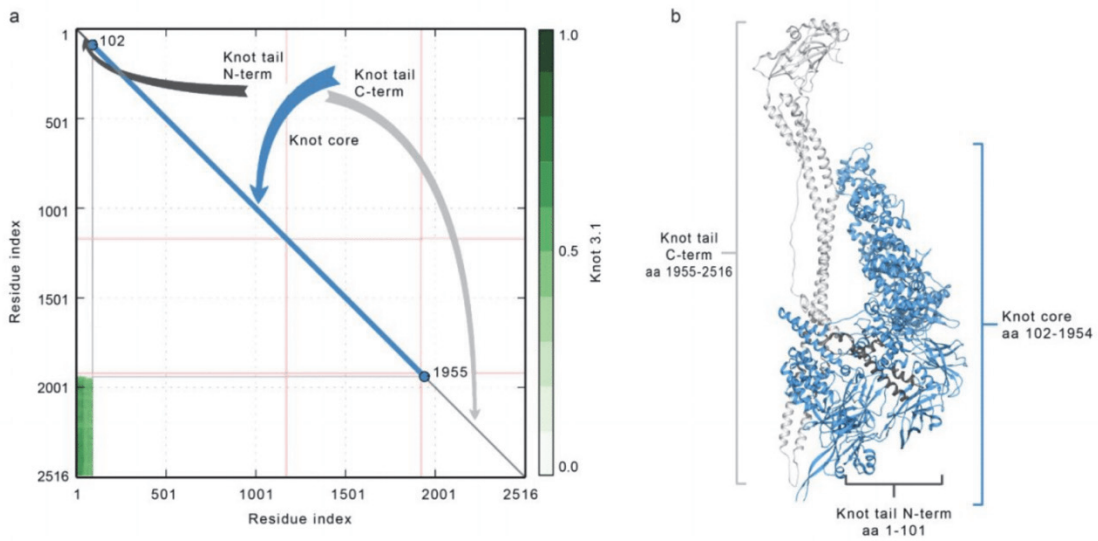 a
1
102
501
1001
1501
2001
2516
Residue index
1
501
1001
1501
2001
2516
Residue index
Knot tail
N-term
Knot tail
C-term
Knot core
1955
1.0
0.5
0.0
Knot 3.1
b
Knot tail
C-term
aa 1955-2516
Knot core
aa 102-1954
Knot tail N-term
aa 1-101